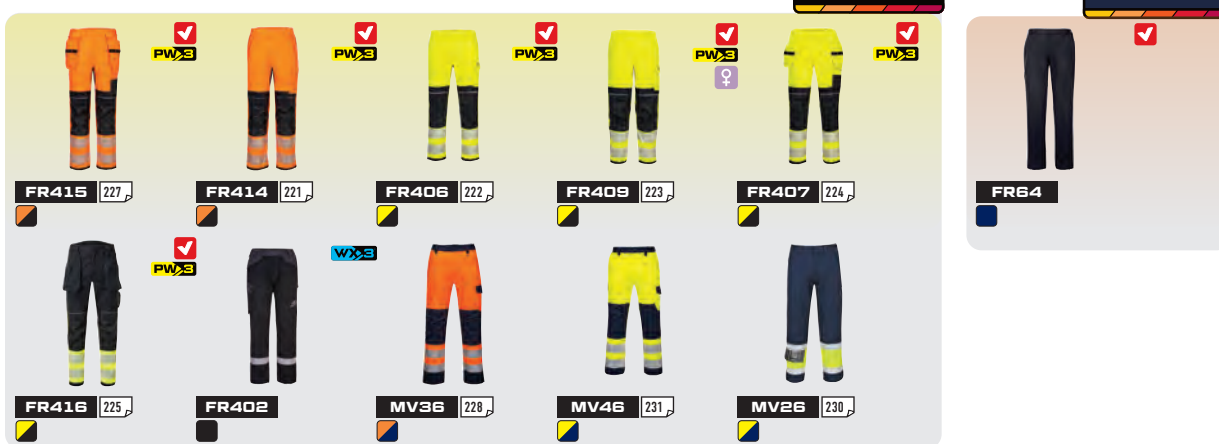 PW3 PW3 PW3 PW3 PW3
FR415 227 FR414 221 FR406 222 FR409 223 FR407 224 FR64
PW3 WX3
FR416 225 FR402 MV36 228 MV46 231 MV26 230